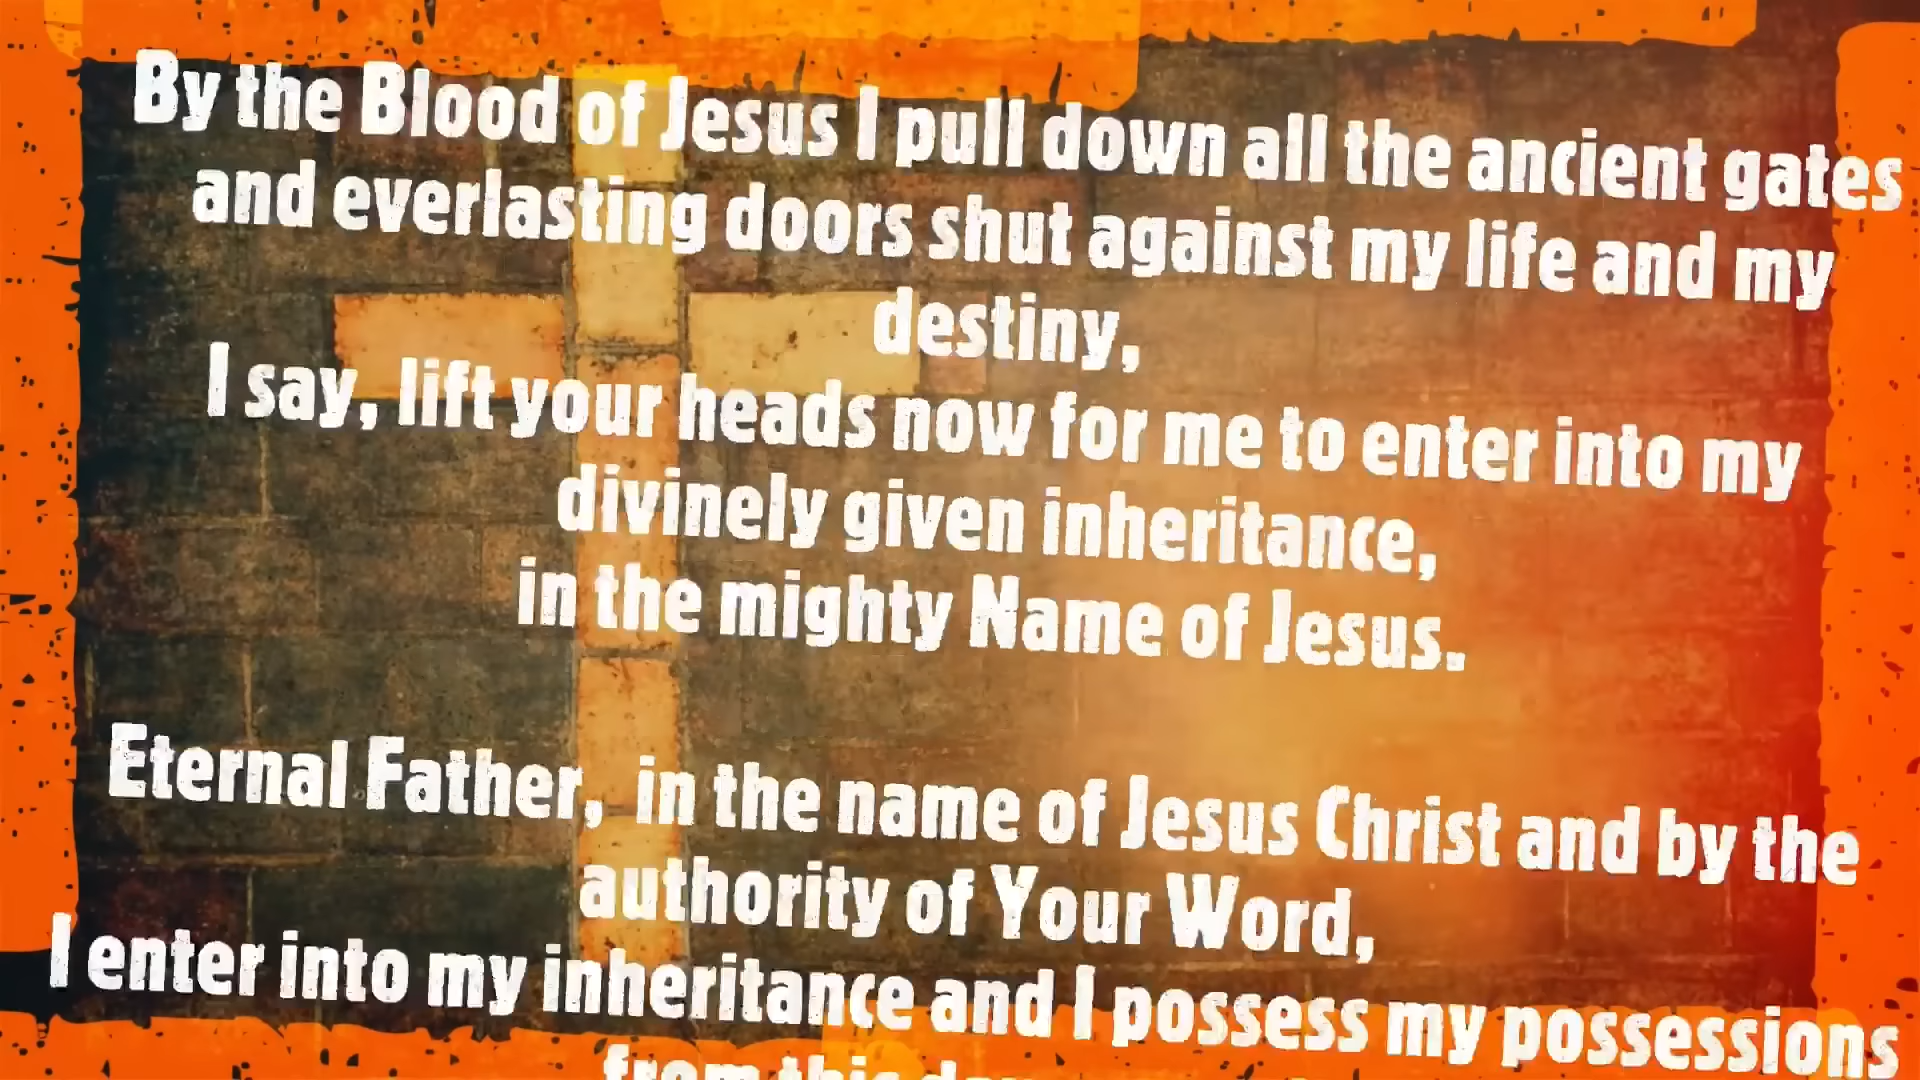 By the Blood of Jesus I pull down all the ancient gates
and everlasting doors shut against my life and my
destiny,
I say, lift your heads now for me to enter into my
divinely given inheritance,
in the mighty Name of Jesus.
Eternal Father, in the name of Jesus Christ and by the
authority of Your Word,
I enter into my inheritance and I possess my possessions
from this day